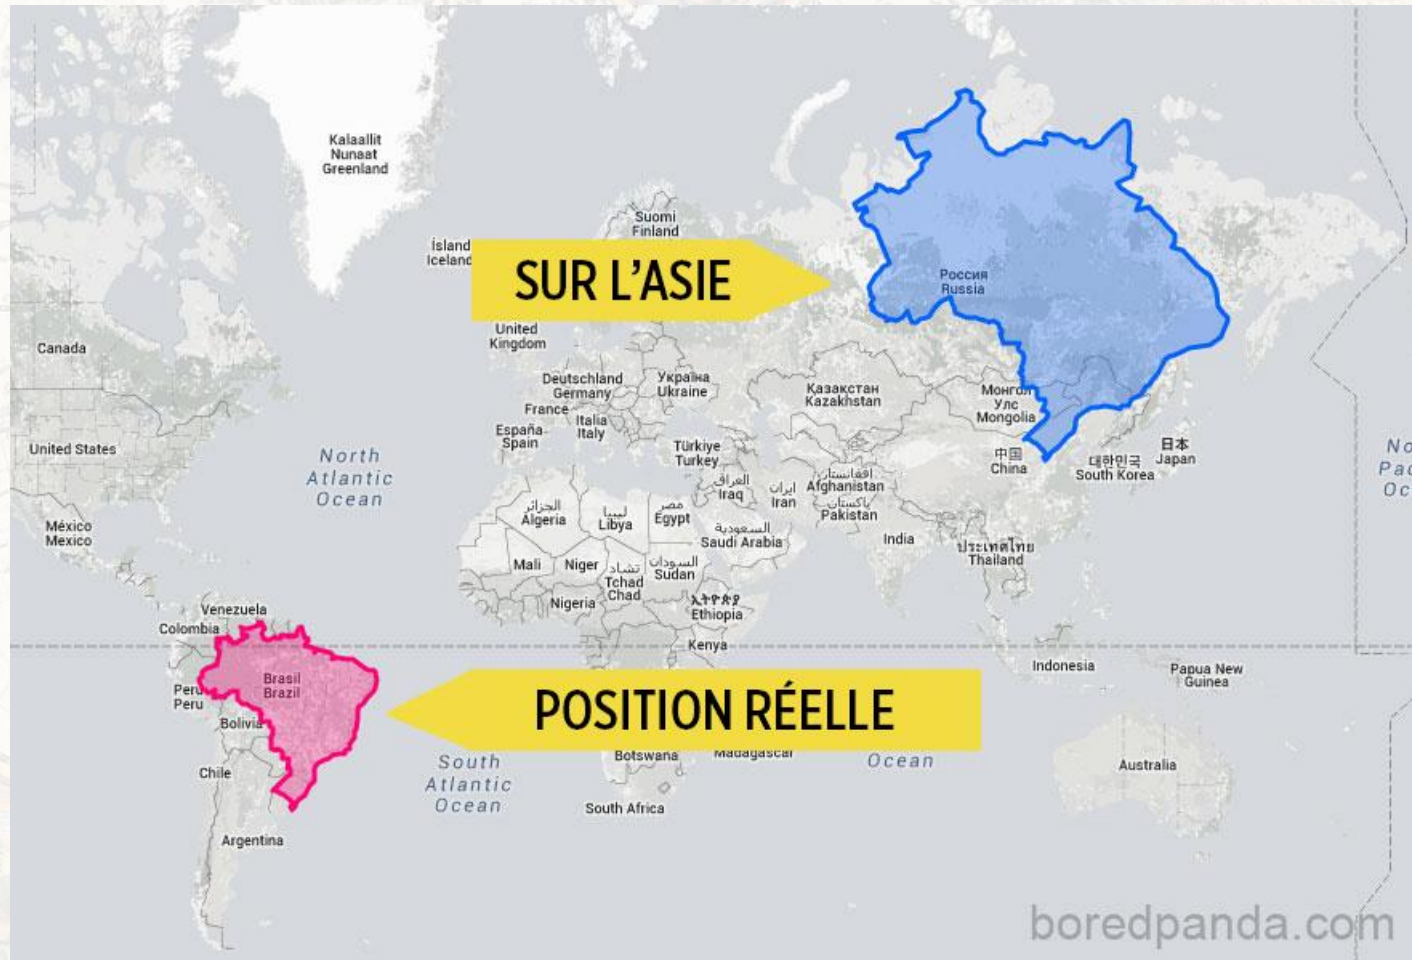 Kalaallit
Nunaat
Greenland
Suomi
Finland
Ísland
Iceland
SUR L'ASIE
Россия
Russia
United
Kingdom
Canada
Deutschland
Germany
Україна
Ukraine
Қазақстан
Kazakhstan
Монгол
Улс
Mongolia
France
Italia
Italy
España
Spain
United States
Türkiye
Turkey
中国
China
대한민국
South Korea
日本
Japan
North
Atlantic
Ocean
No
Pac
Oc
العراق
Iraq
ایران
Iran
افغانستان
Afghanistan
پاکستان
Pakistan
México
Mexico
الجزائر
Algeria
ليبيا
Libya
مصر
Egypt
السعودية
Saudi Arabia
India
ประเทศไทย
Thailand
Mali
Niger
تشاد
Tchad
Chad
السودان
Sudan
Nigeria
ኢትዮጵያ
Ethiopia
Venezuela
Colombia
Kenya
Indonesia
Papua New
Guinea
Brasil
Brazil
Perú
Peru
Bolivia
POSITION RÉELLE
Botswana
Madagascar
Ocean
South
Atlantic
Ocean
Chile
Australia
South Africa
Argentina
boredpanda.com